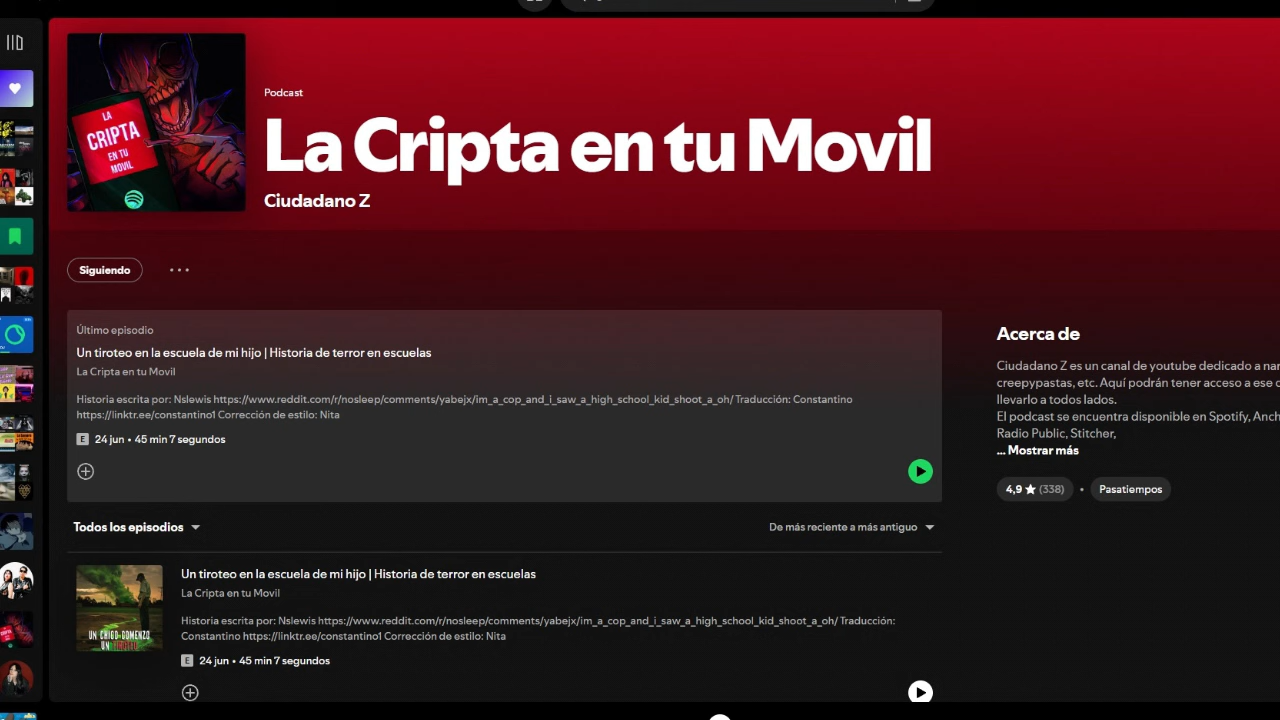 LA
CRIPTA
EN TU
MOVIL
Podcast
La Cripta en tu Movil
Ciudadano Z
Siguiendo
Último episodio
Un tiroteo en la escuela de mi hijo | Historia de terror en escuelas
La Cripta en tu Movil
Historia escrita por: Nslewis https://www.reddit.com/r/nosleep/comments/yabejx/im_a_cop_and_i_saw_a_high_school_kid_shoot_a_oh/ Traducción: Constantino
https://linktr.ee/constantino1 Corrección de estilo: Nita
E 24 jun • 45 min 7 segundos
Acerca de
Ciudadano Z es un canal de youtube dedicado a nar
creepypastas, etc. Aquí podrán tener acceso a ese c
llevarlo a todos lados.
El podcast se encuentra disponible en Spotify, Anch
Radio Public, Stitcher,
... Mostrar más
4,9 ★ (338) • Pasatiempos
Todos los episodios
De más reciente a más antiguo
UN CHICO COMENZO
UN TIROTEO
Un tiroteo en la escuela de mi hijo | Historia de terror en escuelas
La Cripta en tu Movil
Historia escrita por: Nslewis https://www.reddit.com/r/nosleep/comments/yabejx/im_a_cop_and_i_saw_a_high_school_kid_shoot_a_oh/ Traducción:
Constantino https://linktr.ee/constantino1 Corrección de estilo: Nita
E 24 jun • 45 min 7 segundos